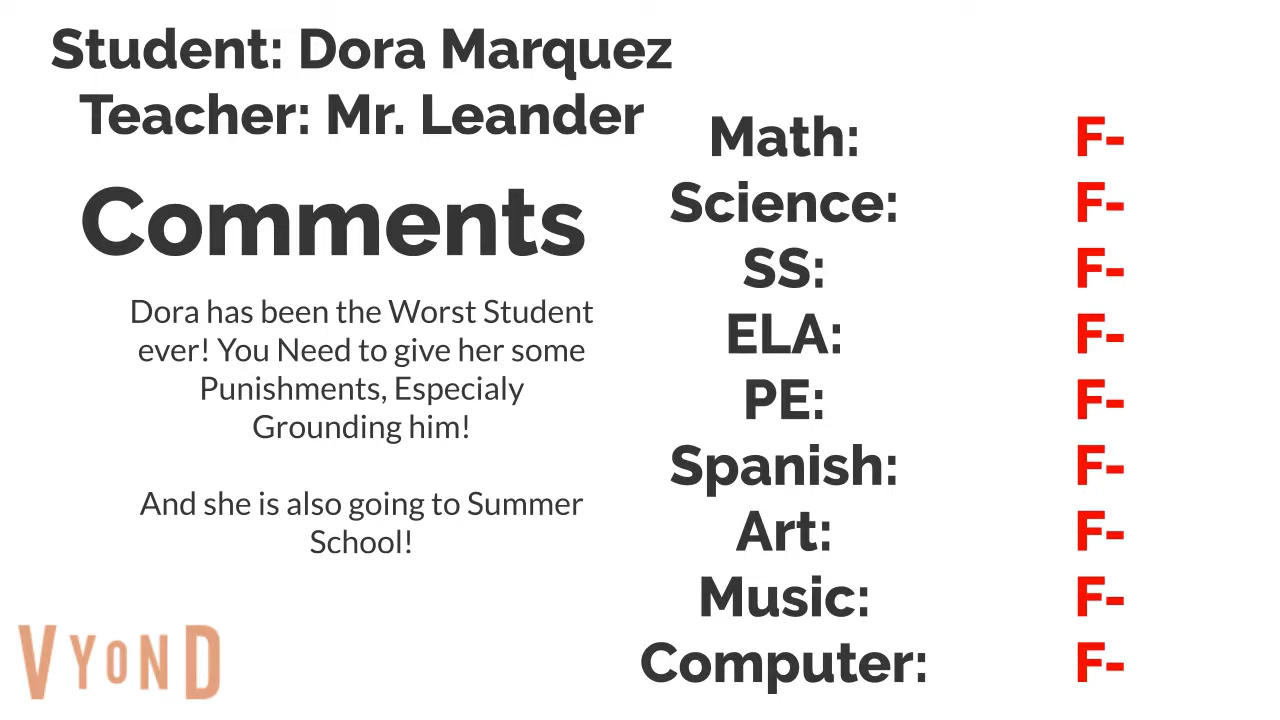 Student: Dora Marquez
Teacher: Mr. Leander
Comments
Dora has been the Worst Student
ever! You Need to give her some
Punishments, Especialy
Grounding him!
And she is also going to Summer
School!
Math: F-
Science: F-
SS: F-
ELA: F-
PE: F-
Spanish: F-
Art: F-
Music: F-
Computer: F-
VYOND